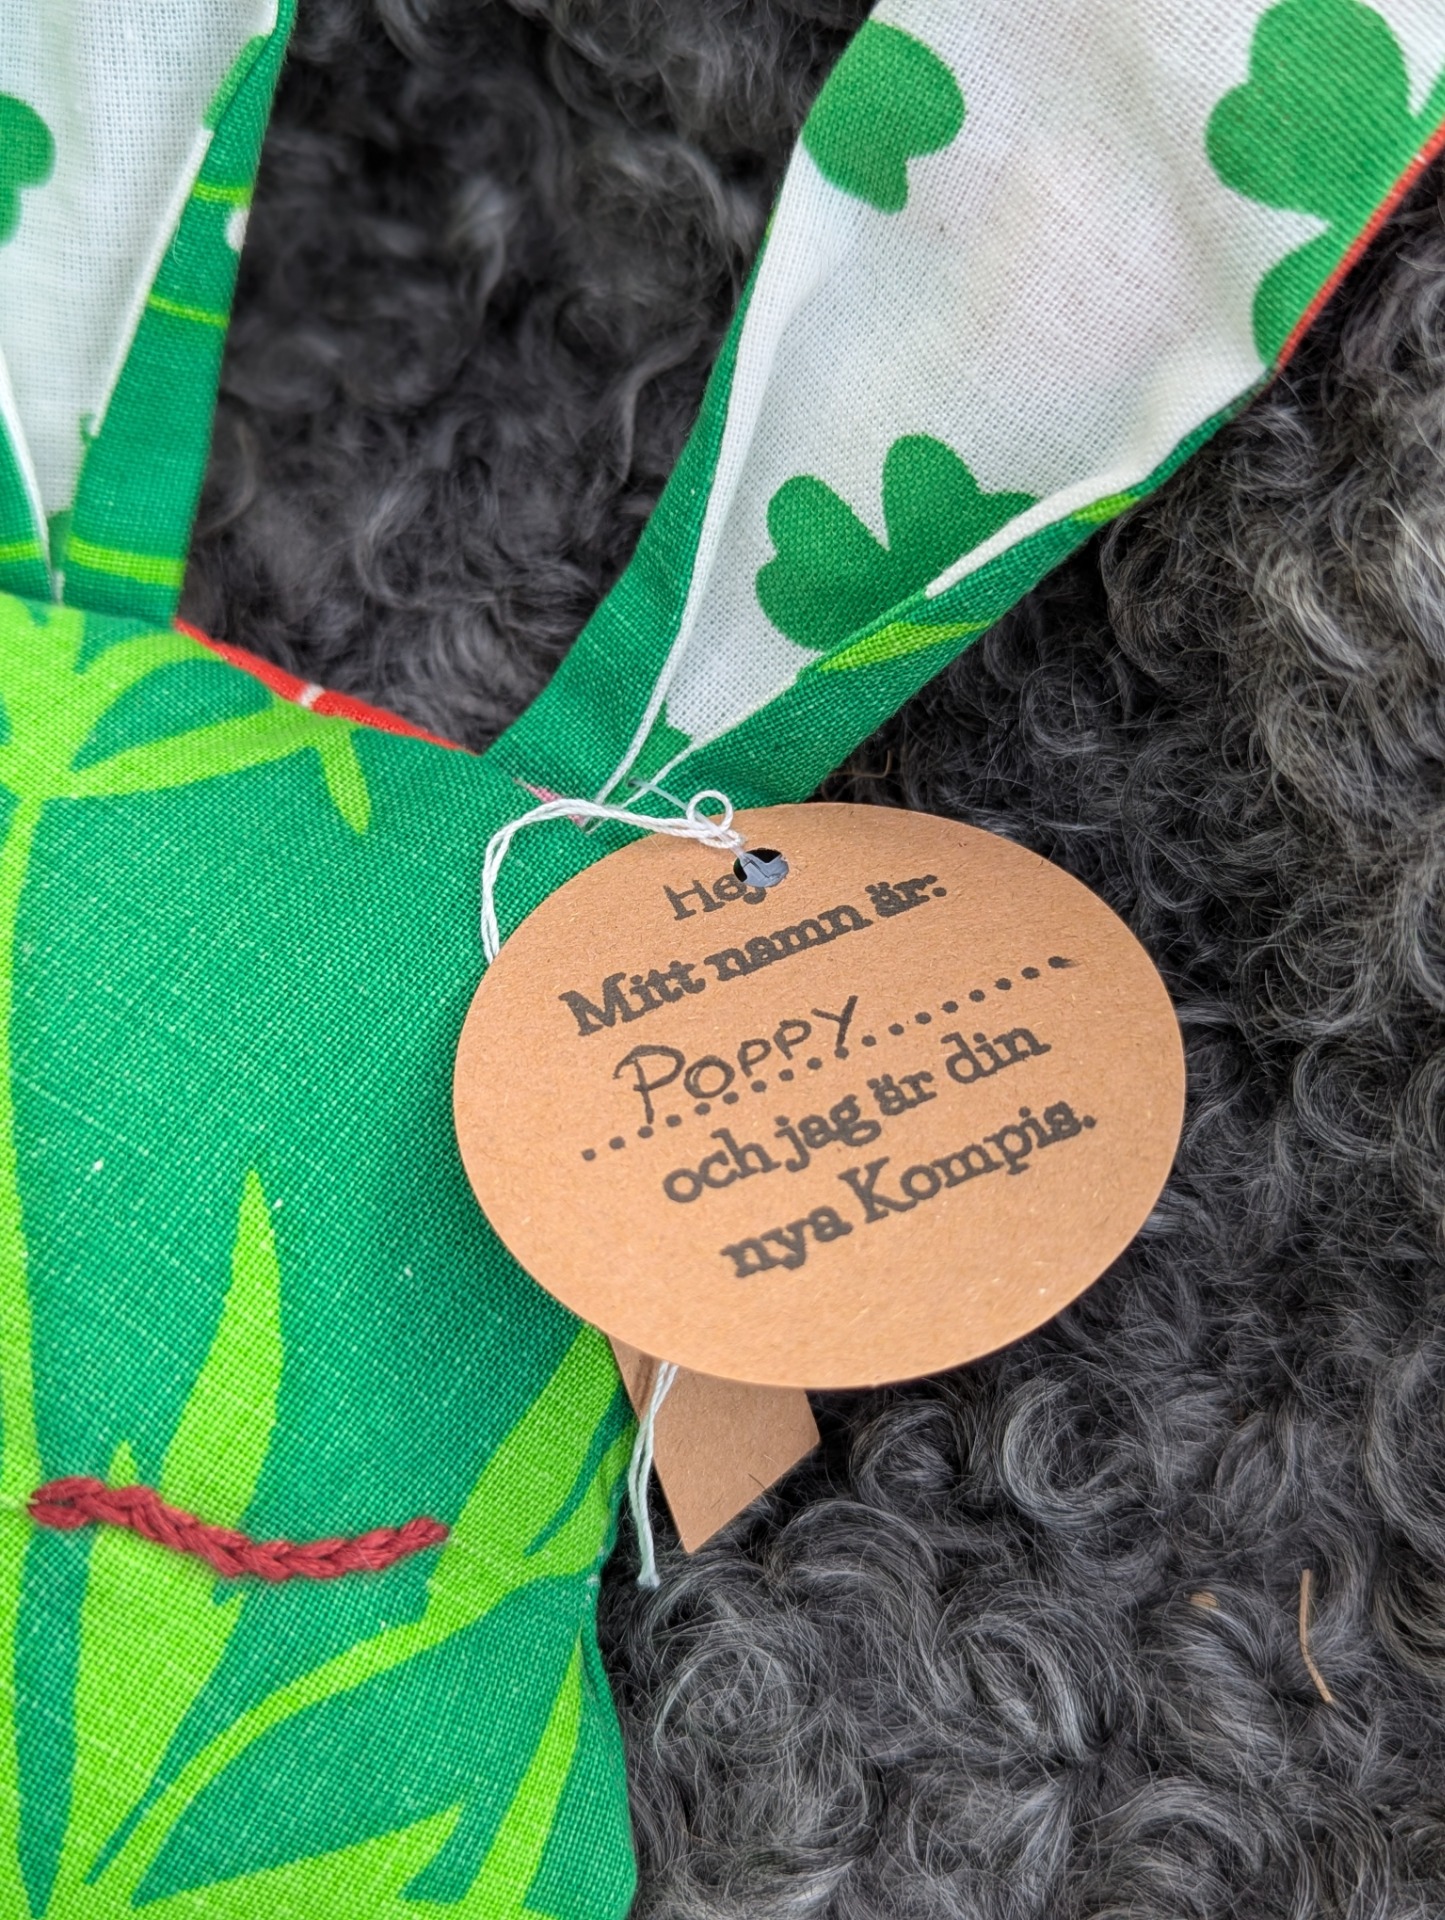 Hej
Mitt namn är:
Poppy
och jag är din
nya Kompis.